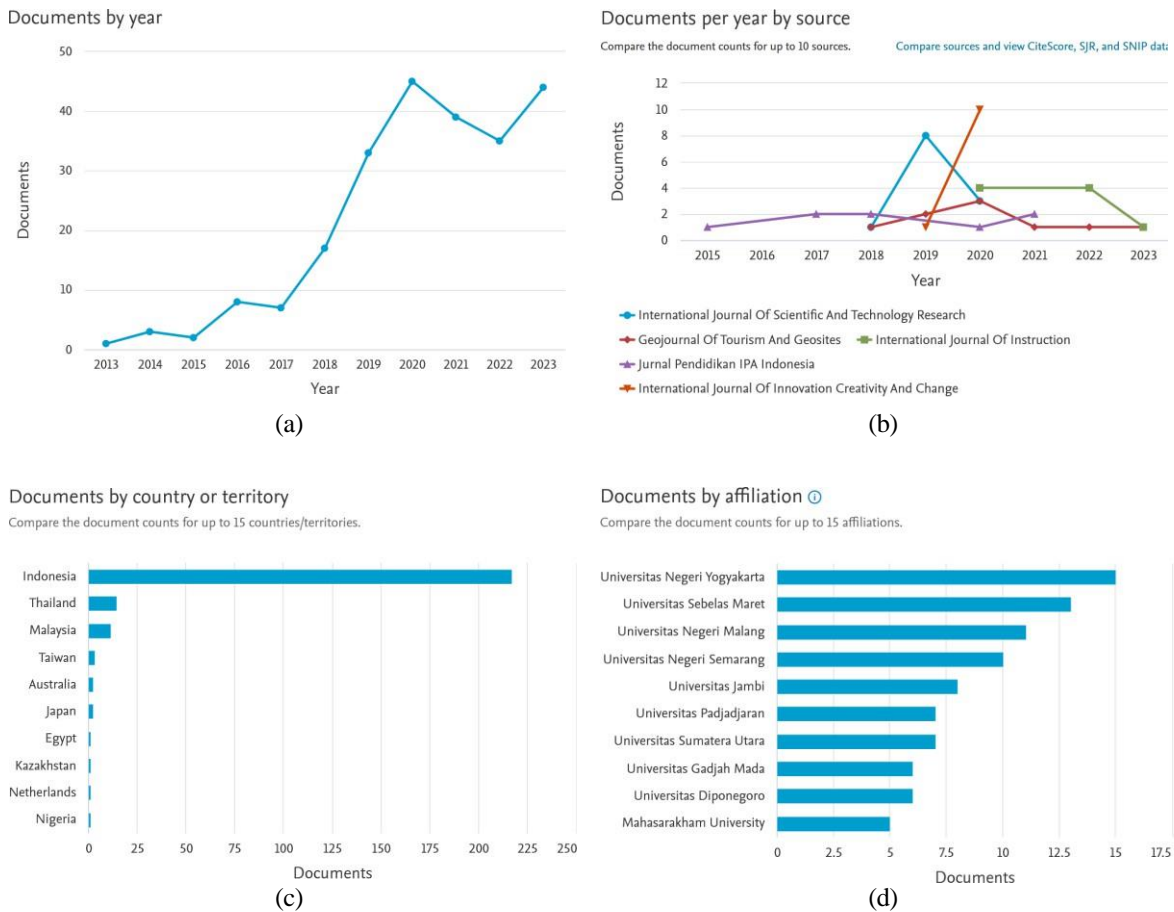 Documents by year
50
40
30
20
10
0
Documents
2013 2014 2015 2016 2017 2018 2019 2020 2021 2022 2023
Year
(a)
Documents per year by source
Compare the document counts for up to 10 sources. Compare sources and view CiteScore, SJR, and SNIP data
12
10
8
6
4
2
0
Documents
2015 2016 2017 2018 2019 2020 2021 2022 2023
Year
International Journal Of Scientific And Technology Research
Geojournal Of Tourism And Geosites International Journal Of Instruction
Jurnal Pendidikan IPA Indonesia
International Journal Of Innovation Creativity And Change
(b)
Documents by country or territory
Compare the document counts for up to 15 countries/territories.
Indonesia
Thailand
Malaysia
Taiwan
Australia
Japan
Egypt
Kazakhstan
Netherlands
Nigeria
0 25 50 75 100 125 150 175 200 225 250
Documents
(c)
Documents by affiliation
Compare the document counts for up to 15 affiliations.
Universitas Negeri Yogyakarta
Universitas Sebelas Maret
Universitas Negeri Malang
Universitas Negeri Semarang
Universitas Jambi
Universitas Padjadjaran
Universitas Sumatera Utara
Universitas Gadjah Mada
Universitas Diponegoro
Mahasarakham University
0 2.5 5 7.5 10 12.5 15 17.5
Documents
(d)